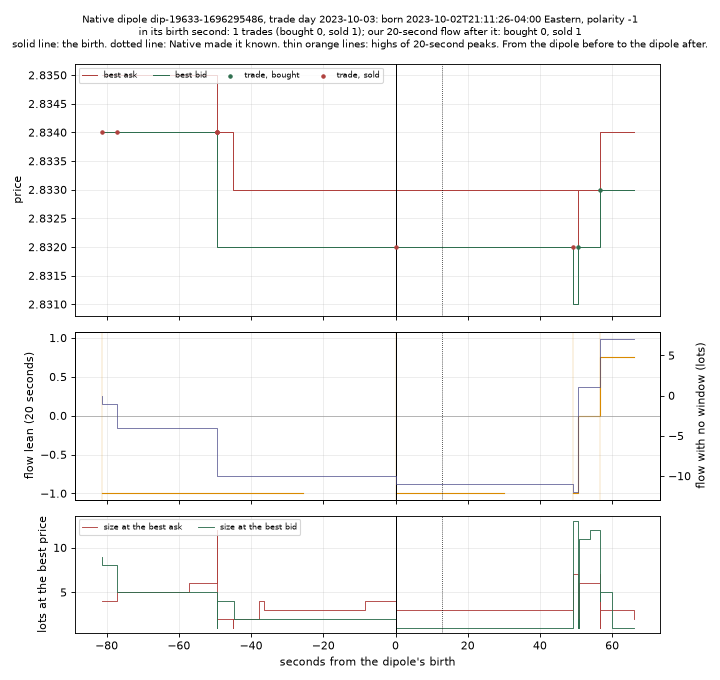 Native dipole dip-19633-1696295486, trade day 2023-10-03: born 2023-10-02T21:11:26-04:00 Eastern, polarity -1
in its birth second: 1 trades (bought 0, sold 1); our 20-second flow after it: bought 0, sold 1
solid line: the birth. dotted line: Native made it known. thin orange lines: highs of 20-second peaks. From the dipole before to the dipole after.
best ask best bid trade, bought trade, sold
price
2.8350
2.8345
2.8340
2.8335
2.8330
2.8325
2.8320
2.8315
2.8310
flow lean (20 seconds)
1.0
0.5
0.0
−0.5
−1.0
5
0
−5
−10
flow with no window (lots)
size at the best ask size at the best bid
lots at the best price
10
5
−80 −60 −40 −20 0 20 40 60
seconds from the dipole's birth